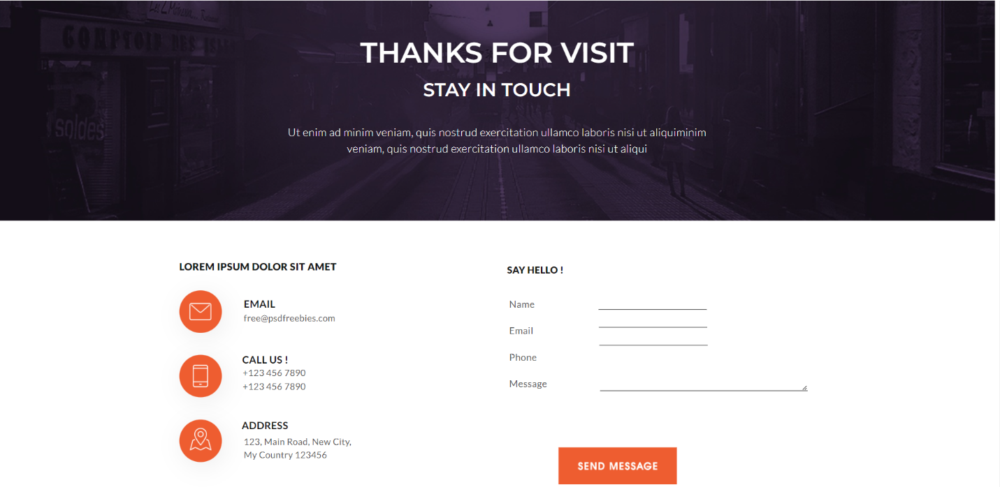 COMPTOIR DES
soldes
THANKS FOR VISIT
STAY IN TOUCH
Ut enim ad minim veniam, quis nostrud exercitation ullamco laboris nisi ut aliquiminim
veniam, quis nostrud exercitation ullamco laboris nisi ut aliqui
LOREM IPSUM DOLOR SIT AMET
EMAIL
free@psdfreebies.com
CALL US !
+123 456 7890
+123 456 7890
ADDRESS
123, Main Road, New City,
My Country 123456
SAY HELLO !
Name
Email
Phone
Message
SEND MESSAGE